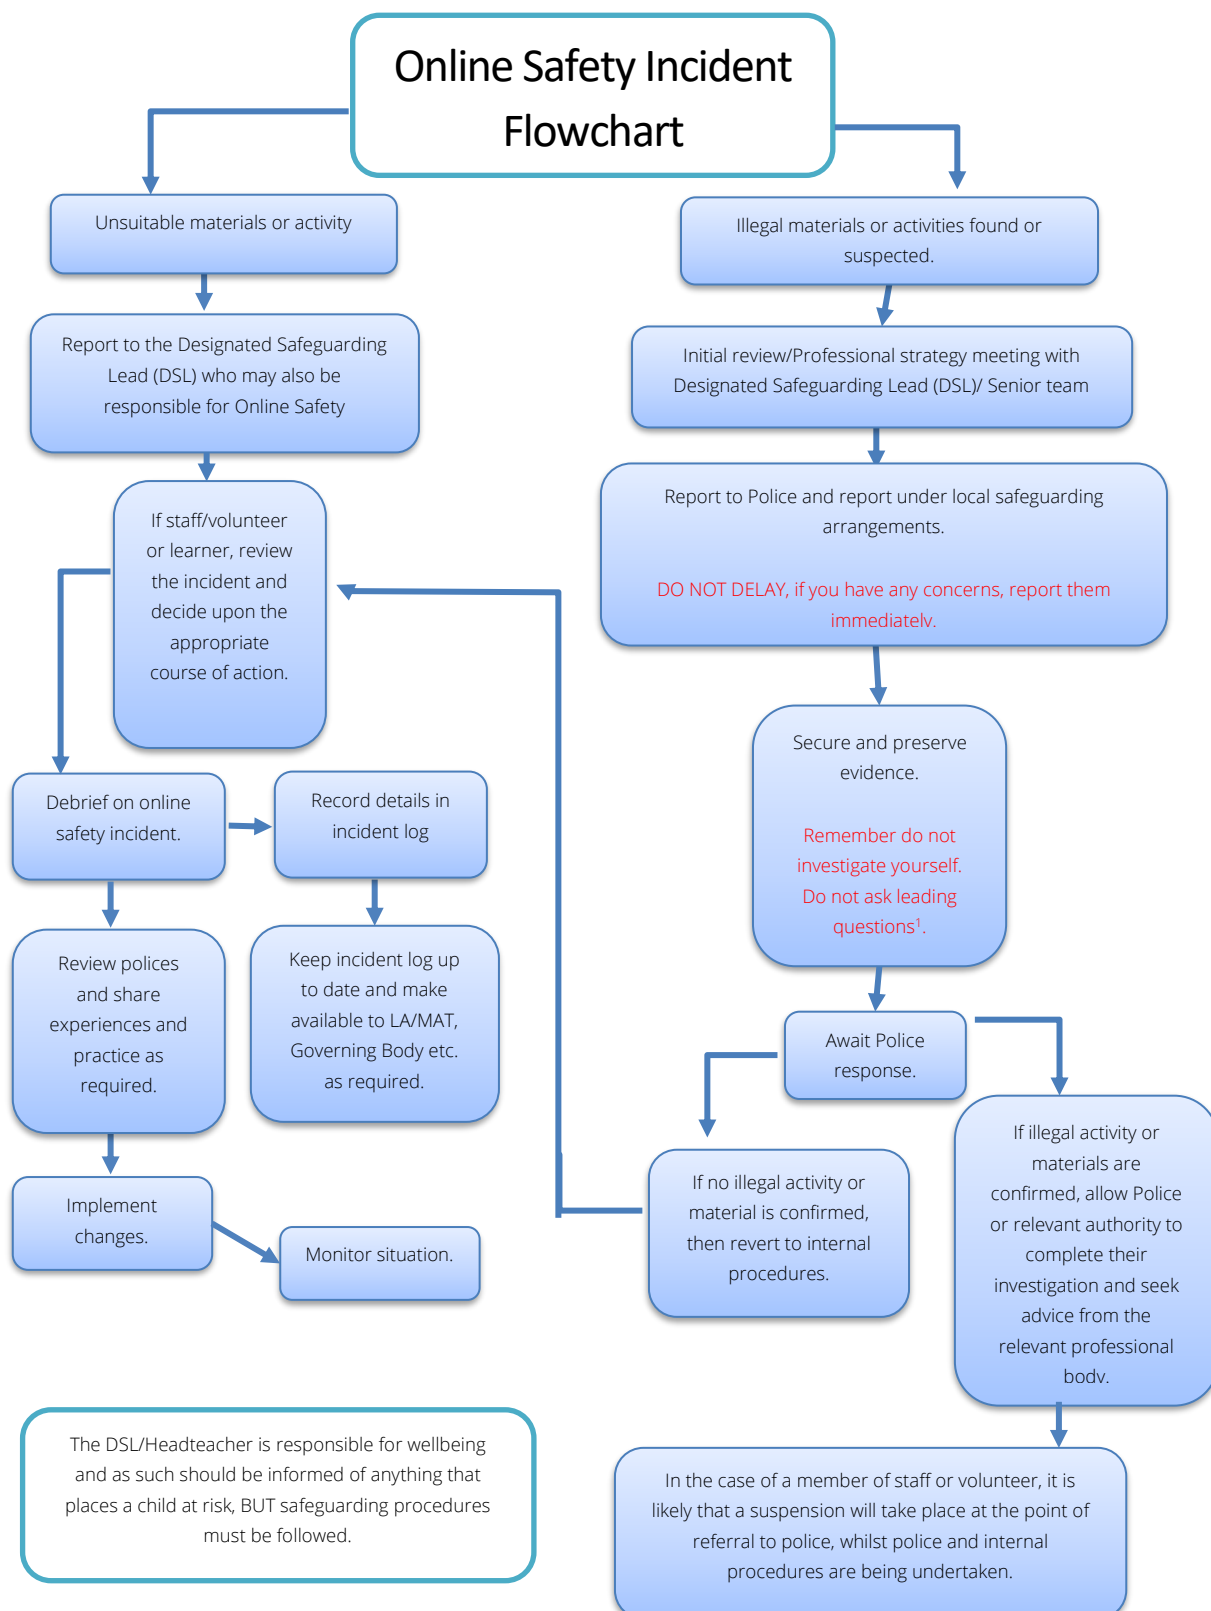 Online Safety Incident
Flowchart
Unsuitable materials or activity
Report to the Designated Safeguarding
Lead (DSL) who may also be
responsible for Online Safety
If staff/volunteer
or learner, review
the incident and
decide upon the
appropriate
course of action.
Debrief on online
safety incident.
Record details in
incident log
Review polices
and share
experiences and
practice as
required.
Keep incident log up
to date and make
available to LA/MAT,
Governing Body etc.
as required.
Implement
changes.
Monitor situation.
Illegal materials or activities found or
suspected.
Initial review/Professional strategy meeting with
Designated Safeguarding Lead (DSL)/ Senior team
Report to Police and report under local safeguarding
arrangements.
DO NOT DELAY, if you have any concerns, report them
immediately.
Secure and preserve
evidence.
Remember do not
investigate yourself.
Do not ask leading
questions¹.
Await Police
response.
If no illegal activity or
material is confirmed,
then revert to internal
procedures.
If illegal activity or
materials are
confirmed, allow Police
or relevant authority to
complete their
investigation and seek
advice from the
relevant professional
body.
In the case of a member of staff or volunteer, it is
likely that a suspension will take place at the point of
referral to police, whilst police and internal
procedures are being undertaken.
The DSL/Headteacher is responsible for wellbeing
and as such should be informed of anything that
places a child at risk, BUT safeguarding procedures
must be followed.